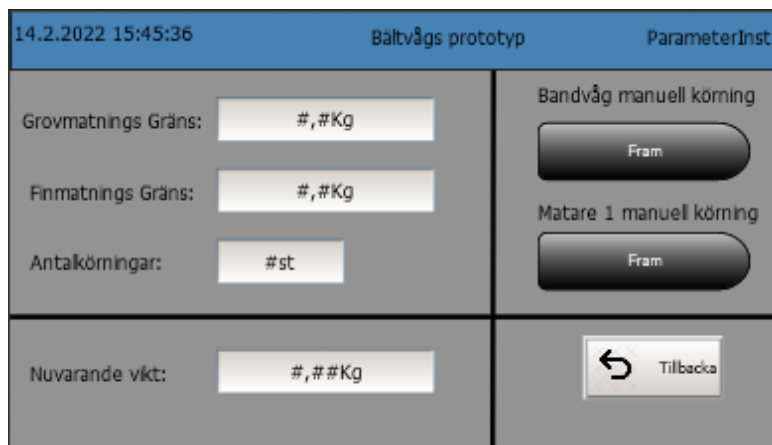 14.2.2022 15:45:36 Bältvågs prototyp ParameterInst
Grovmatnings Gräns: #,#Kg
Finmatnings Gräns: #,#Kg
Antalkörningar: #st
Bandvåg manuell körning
Fram
Matare 1 manuell körning
Fram
Nuvarande vikt: #,##Kg
Tillbacka